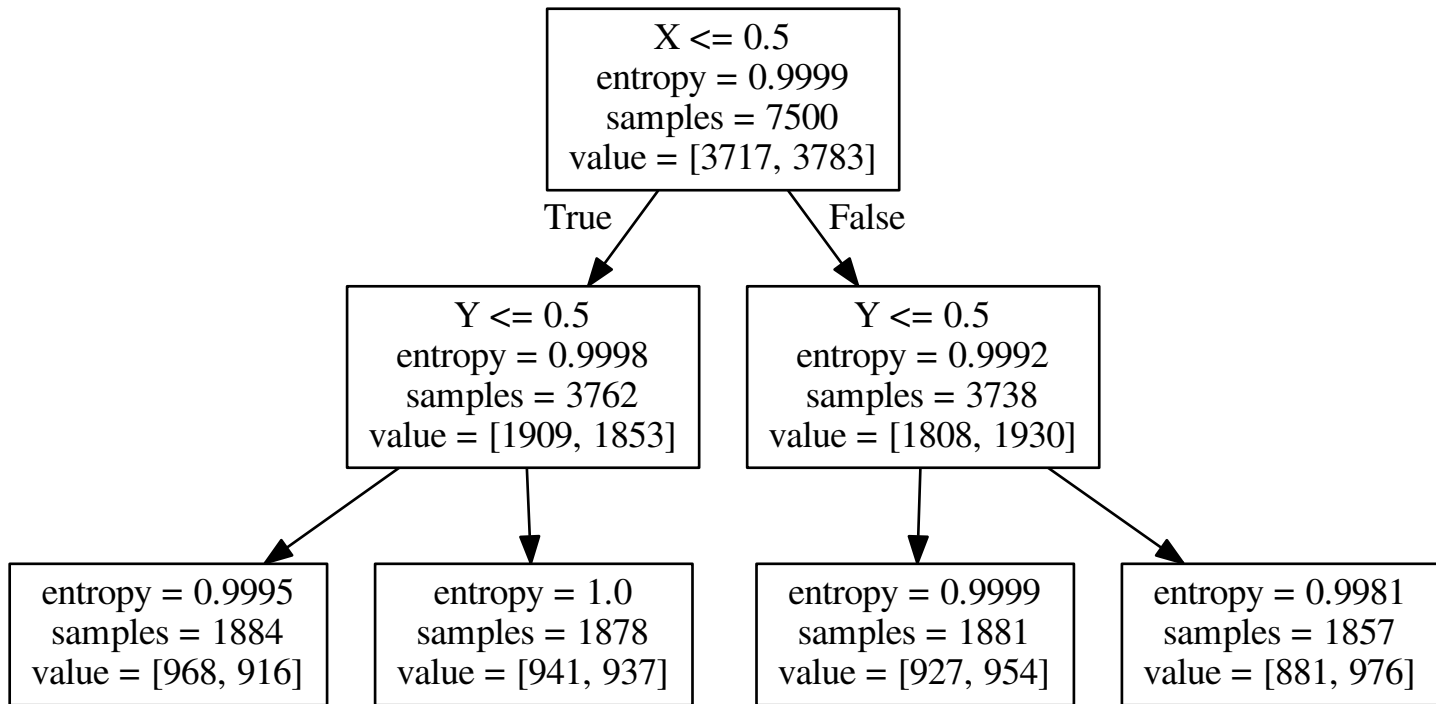 X <= 0.5
entropy = 0.9999
samples = 7500
value = [3717, 3783]
True
False
Y <= 0.5
entropy = 0.9998
samples = 3762
value = [1909, 1853]
Y <= 0.5
entropy = 0.9992
samples = 3738
value = [1808, 1930]
entropy = 0.9995
samples = 1884
value = [968, 916]
entropy = 1.0
samples = 1878
value = [941, 937]
entropy = 0.9999
samples = 1881
value = [927, 954]
entropy = 0.9981
samples = 1857
value = [881, 976]